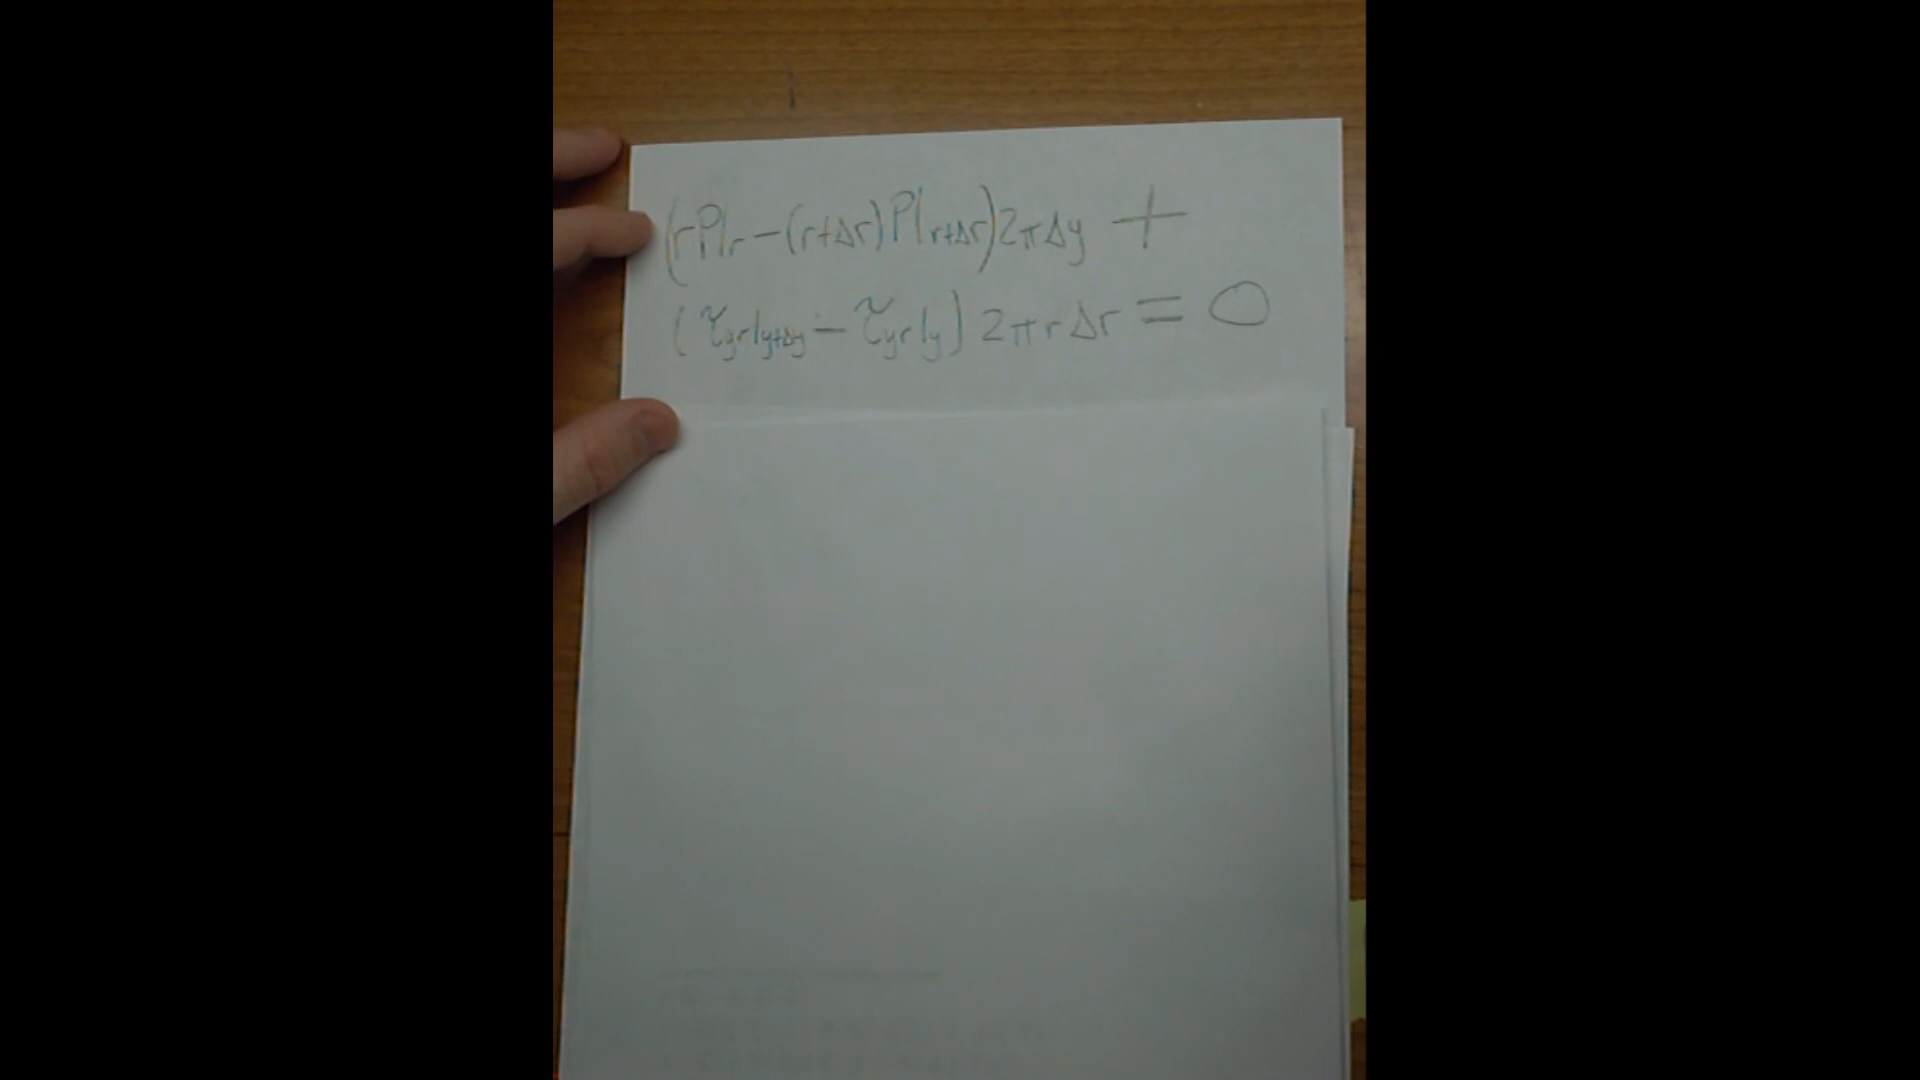 (rP|r - (r+Δr)P|r+Δr)2πΔy +
(τyr|y+Δy - τyr|y) 2πrΔr = 0